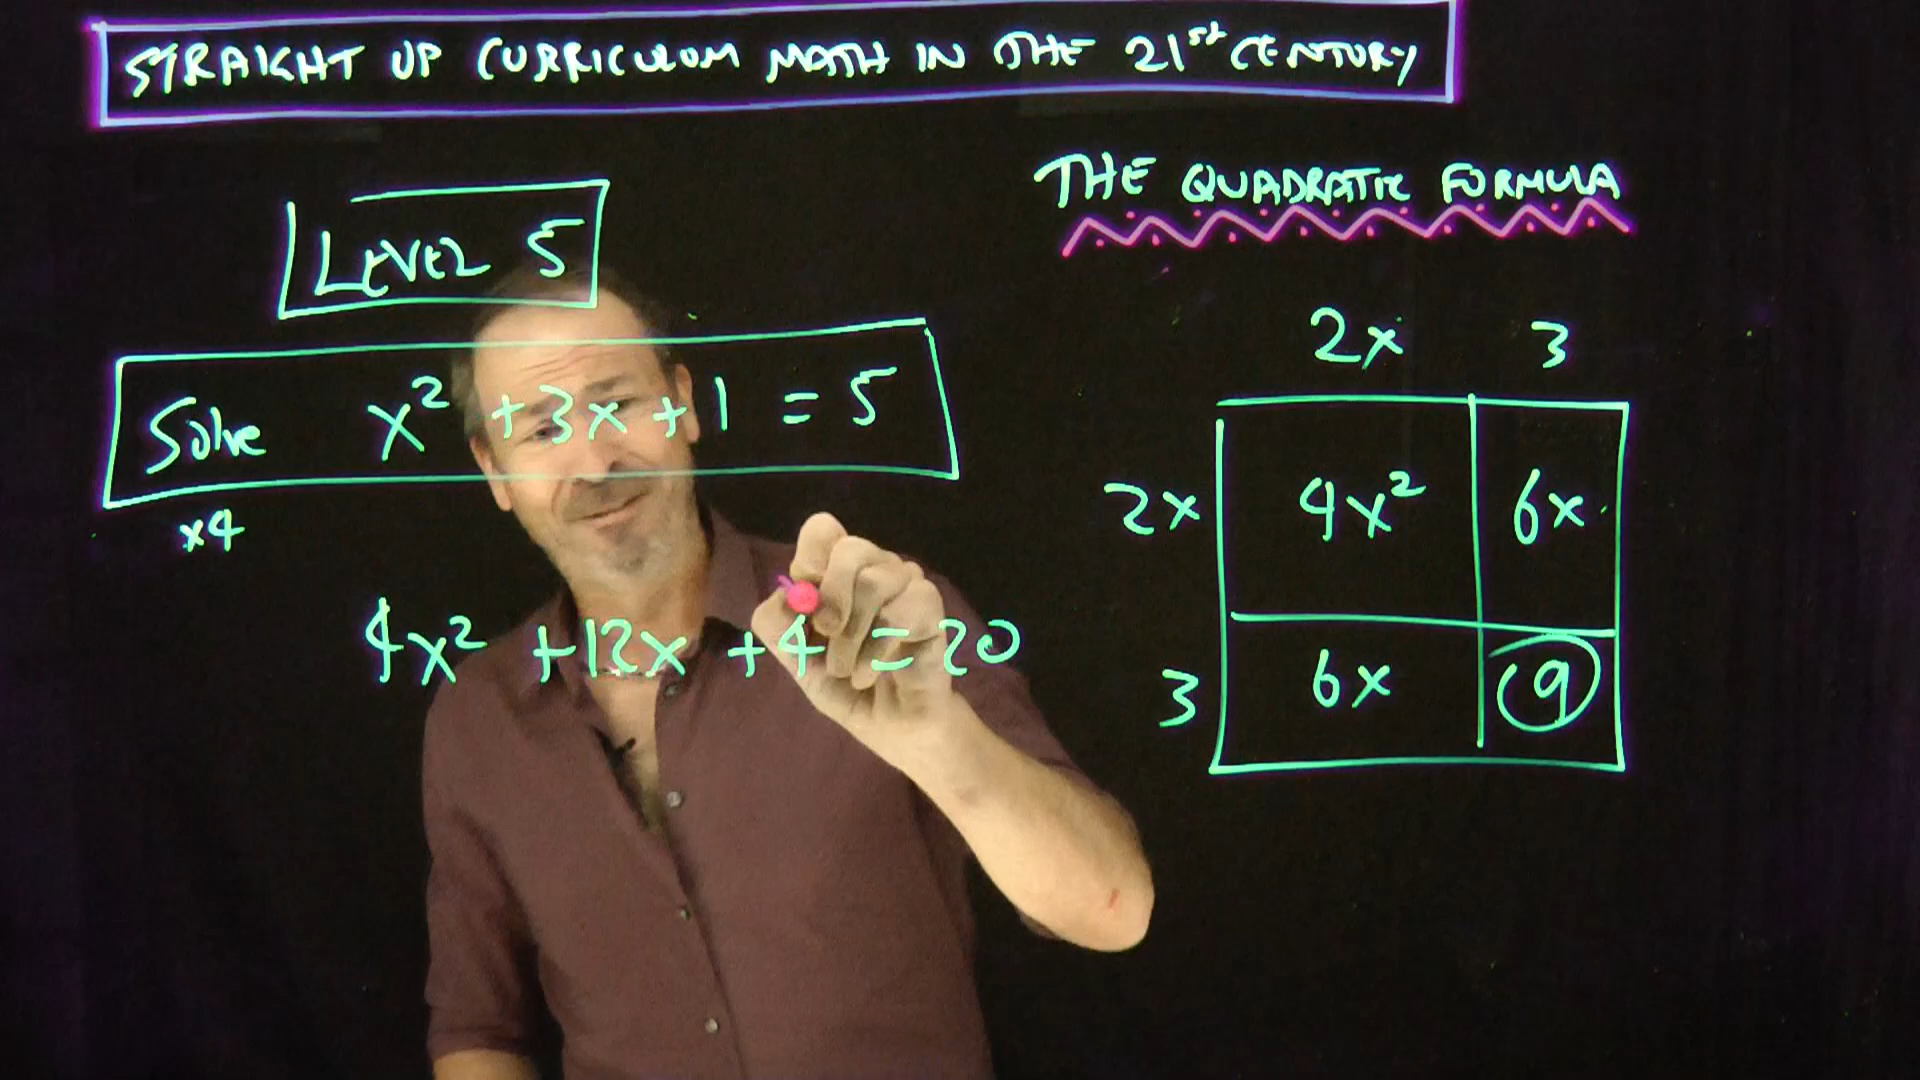 STRAIGHT UP CURRICULUM MATH IN THE 21st CENTURY
THE QUADRATIC FORMULA
LEVEL 5
Solve x² + 3x + 1 = 5
x4
4x² + 12x + 4 = 20
2x 3
2x 4x² 6x
3 6x 9